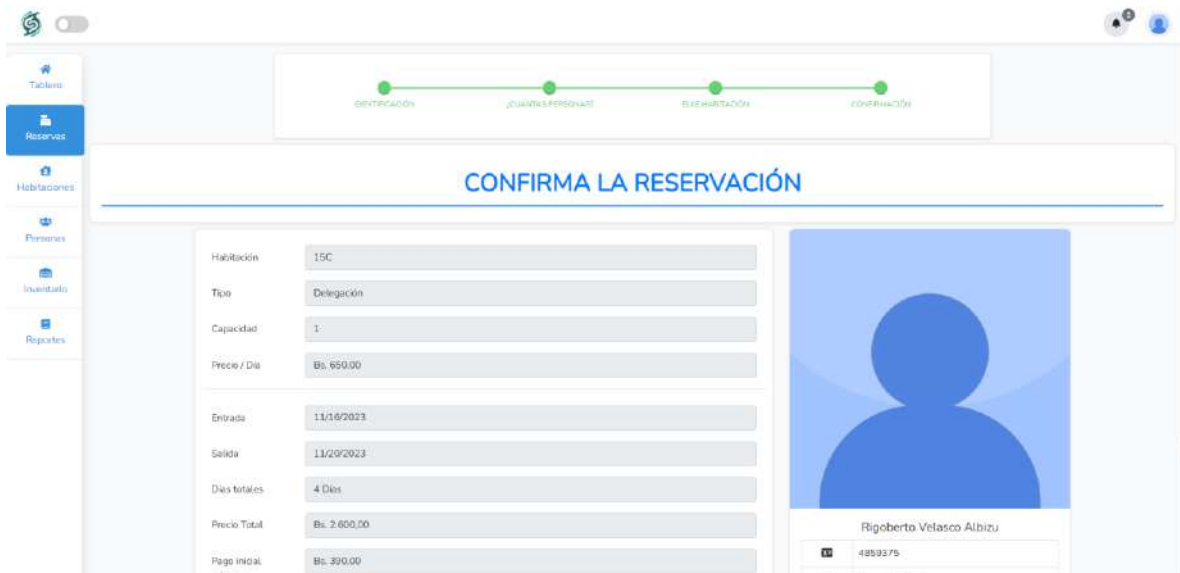 Tablero
Reservas
Habitaciones
Personas
Inventario
Reportes
IDENTIFICACIÓN
¿CUANTAS PERSONAS?
ELIJE HABITACIÓN
CONFIRMACIÓN
CONFIRMA LA RESERVACIÓN
Habitación 15C
Tipo Delegación
Capacidad 1
Precio / Día Bs. 650,00
Entrada 11/16/2023
Salida 11/20/2023
Días totales 4 Días
Precio Total Bs. 2.600,00
Pago inicial Bs. 390,00
Rigoberto Velasco Albizu
4859375